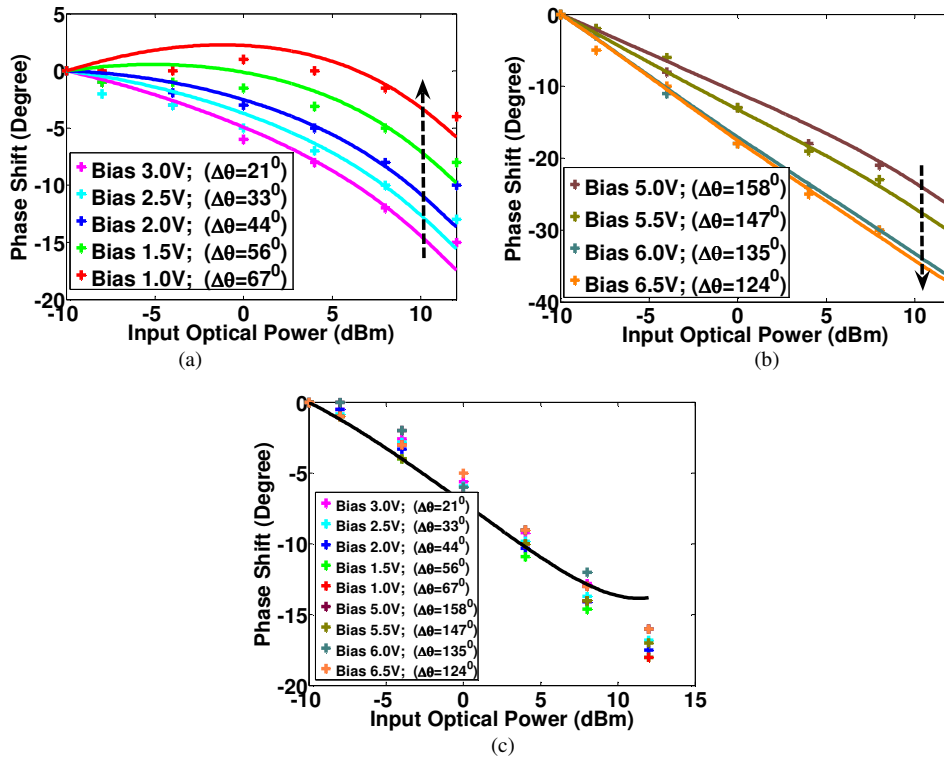 5
0
-5
-10
-15
-20
Phase Shift (Degree)
Bias 3.0V; (Δθ=21⁰)
Bias 2.5V; (Δθ=33⁰)
Bias 2.0V; (Δθ=44⁰)
Bias 1.5V; (Δθ=56⁰)
Bias 1.0V; (Δθ=67⁰)
-10 -5 0 5 10
Input Optical Power (dBm)
(a)
0
-10
-20
-30
-40
Phase Shift (Degree)
Bias 5.0V; (Δθ=158⁰)
Bias 5.5V; (Δθ=147⁰)
Bias 6.0V; (Δθ=135⁰)
Bias 6.5V; (Δθ=124⁰)
-10 -5 0 5 10
Input Optical Power (dBm)
(b)
0
-5
-10
-15
-20
Phase Shift (Degree)
Bias 3.0V; (Δθ=21⁰)
Bias 2.5V; (Δθ=33⁰)
Bias 2.0V; (Δθ=44⁰)
Bias 1.5V; (Δθ=56⁰)
Bias 1.0V; (Δθ=67⁰)
Bias 5.0V; (Δθ=158⁰)
Bias 5.5V; (Δθ=147⁰)
Bias 6.0V; (Δθ=135⁰)
Bias 6.5V; (Δθ=124⁰)
-10 -5 0 5 10 15
Input Optical Power (dBm)
(c)